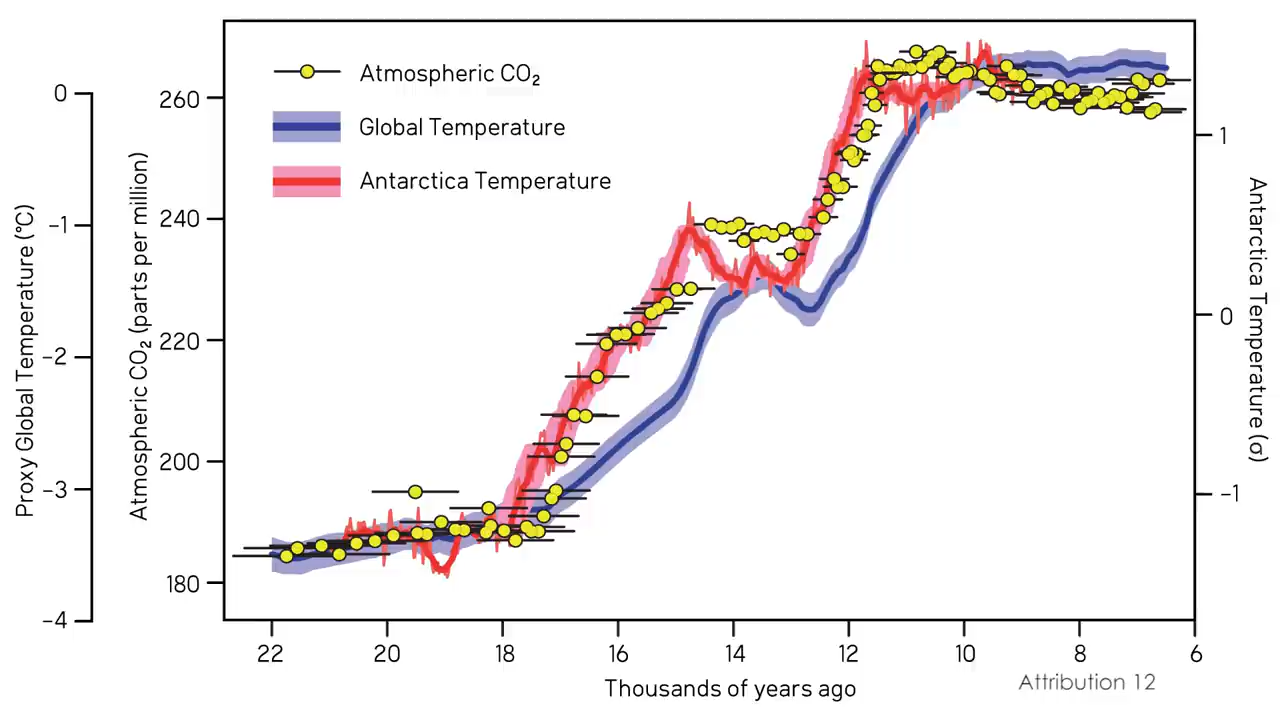 Atmospheric CO₂
Global Temperature
Antarctica Temperature
Proxy Global Temperature (°C)
0
−1
−2
−3
−4
Atmospheric CO₂ (parts per million)
260
240
220
200
180
Antarctica Temperature (σ)
1
0
−1
22 20 18 16 14 12 10 8 6
Thousands of years ago
Attribution 12